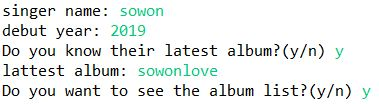 singer name: sowon
debut year: 2019
Do you know their latest album?(y/n) y
lattest album: sowonlove
Do you want to see the album list?(y/n) y